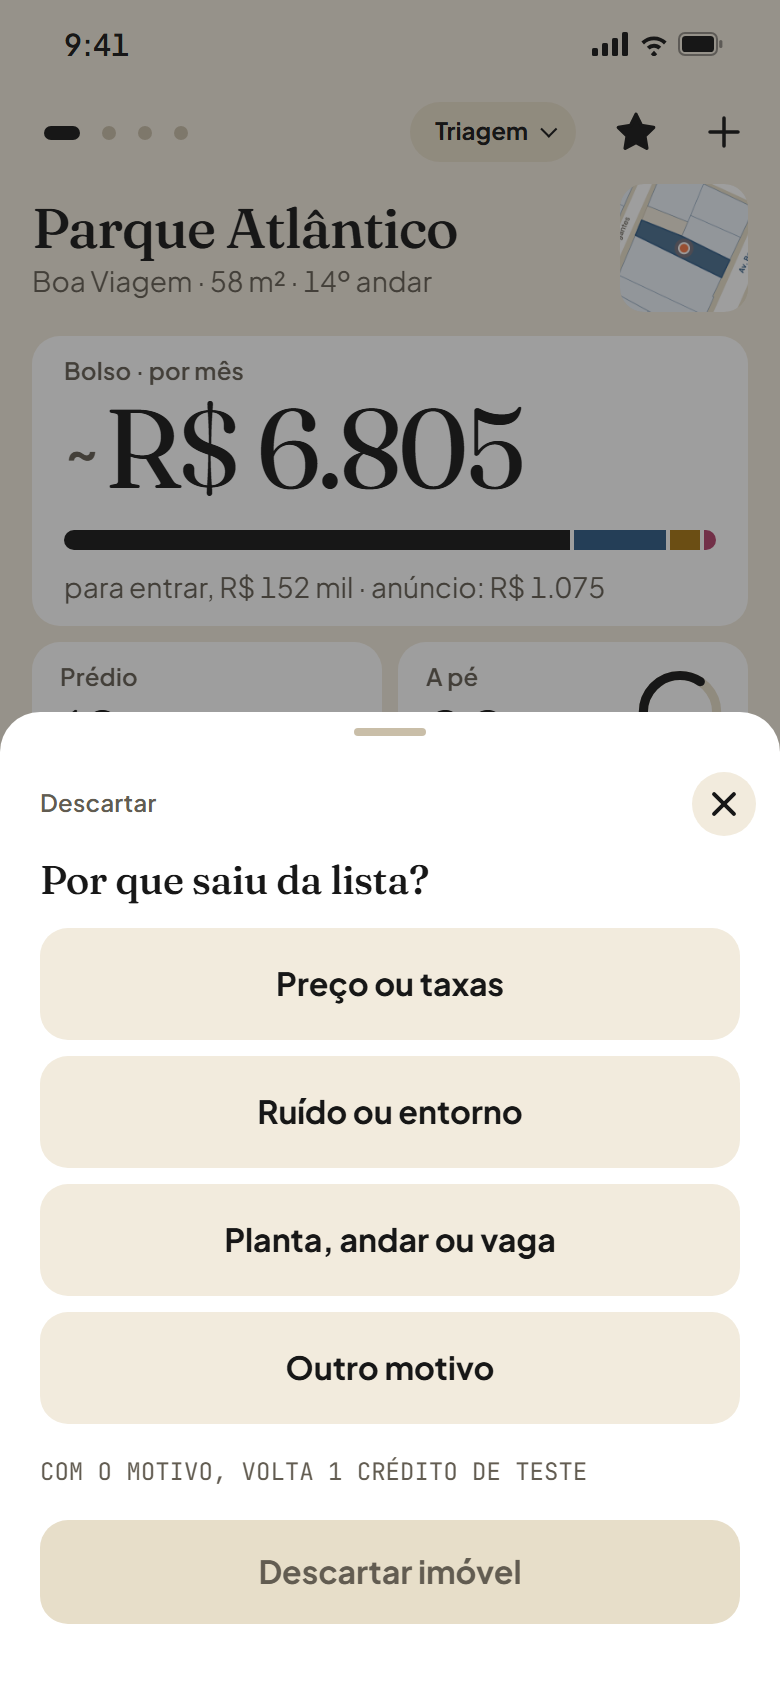 9:41
Triagem
Parque Atlântico
Boa Viagem · 58 m² · 14º andar
Bolso · por mês
~R$ 6.805
para entrar, R$ 152 mil · anúncio: R$ 1.075
Prédio
A pé
Descartar
Por que saiu da lista?
Preço ou taxas
Ruído ou entorno
Planta, andar ou vaga
Outro motivo
COM O MOTIVO, VOLTA 1 CRÉDITO DE TESTE
Descartar imóvel